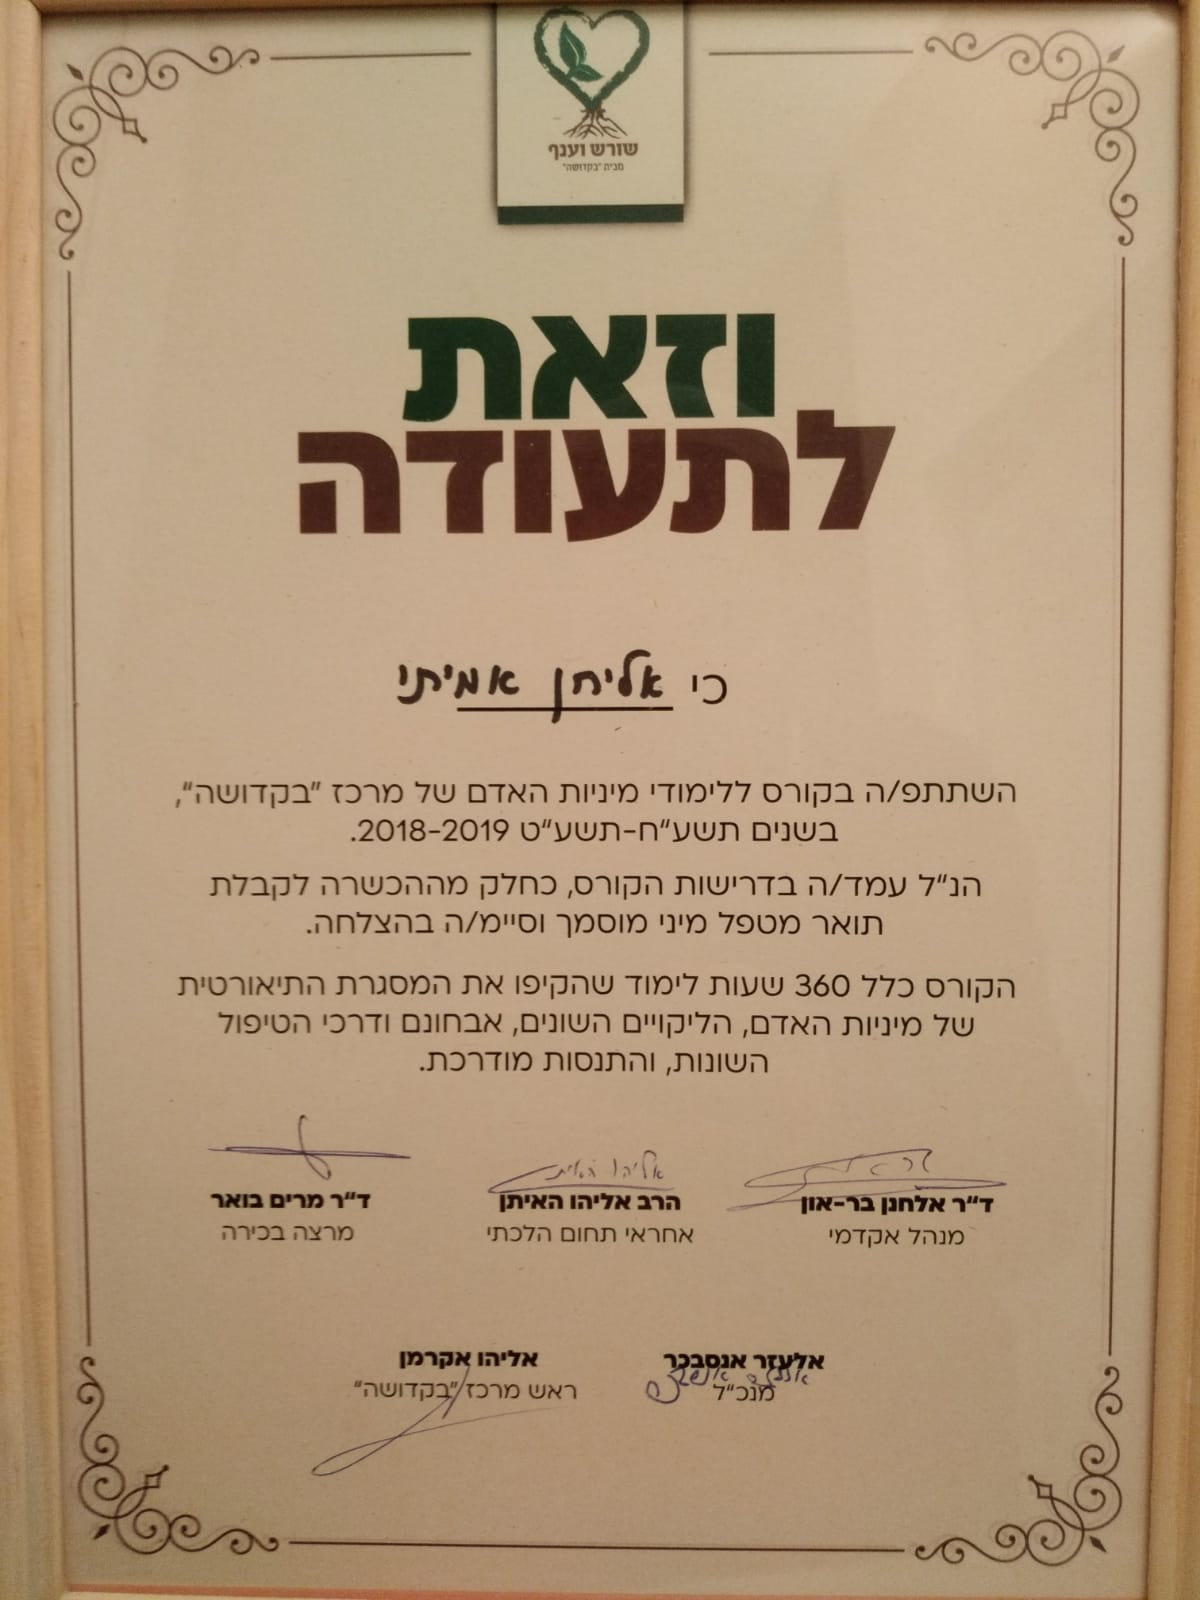 שורש וענף
מבית "בקדושה"
וזאת
לתעודה
כי אליחן אמיתי
השתתפ/ה בקורס ללימודי מיניות האדם של מרכז "בקדושה",
בשנים תשע"ח-תשע"ט 2018-2019.
הנ"ל עמד/ה בדרישות הקורס, כחלק מההכשרה לקבלת
תואר מטפל מיני מוסמך וסיימ/ה בהצלחה.
הקורס כלל 360 שעות לימוד שהקיפו את המסגרת התיאורטית
של מיניות האדם, הליקויים השונים, אבחונם ודרכי הטיפול
השונות, והתנסות מודרכת.
אליהו האיתן
ד"ר אלחנן בר-און הרב אליהו האיתן ד"ר מרים בואר
מנהל אקדמי אחראי תחום הלכתי מרצה בכירה
אלעזר אנסבכר אליהו אקרמן
מנכ"ל ראש מרכז "בקדושה"